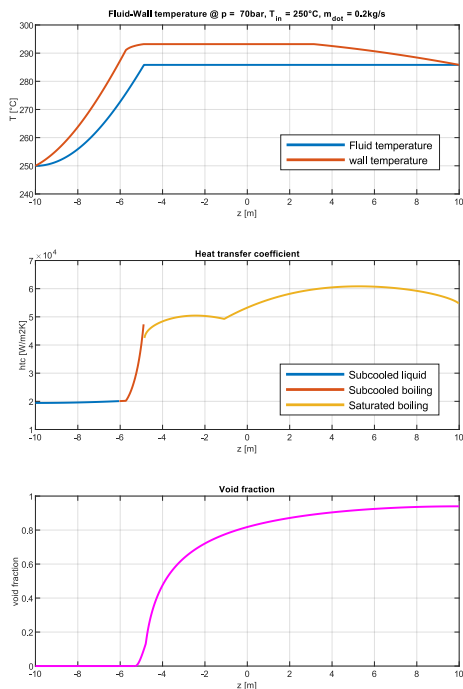 Fluid-Wall temperature @ p = 70bar, T_in = 250°C, m_dot = 0.2kg/s
300
290
280
270
260
250
240
T [°C]
Fluid temperature
wall temperature
-10 -8 -6 -4 -2 0 2 4 6 8 10
z [m]
Heat transfer coefficient
× 10^4
7
6
5
4
3
2
1
htc [W/m2K]
Subcooled liquid
Subcooled boiling
Saturated boiling
-10 -8 -6 -4 -2 0 2 4 6 8 10
z [m]
Void fraction
1
0.8
0.6
0.4
0.2
0
void fraction
-10 -8 -6 -4 -2 0 2 4 6 8 10
z [m]